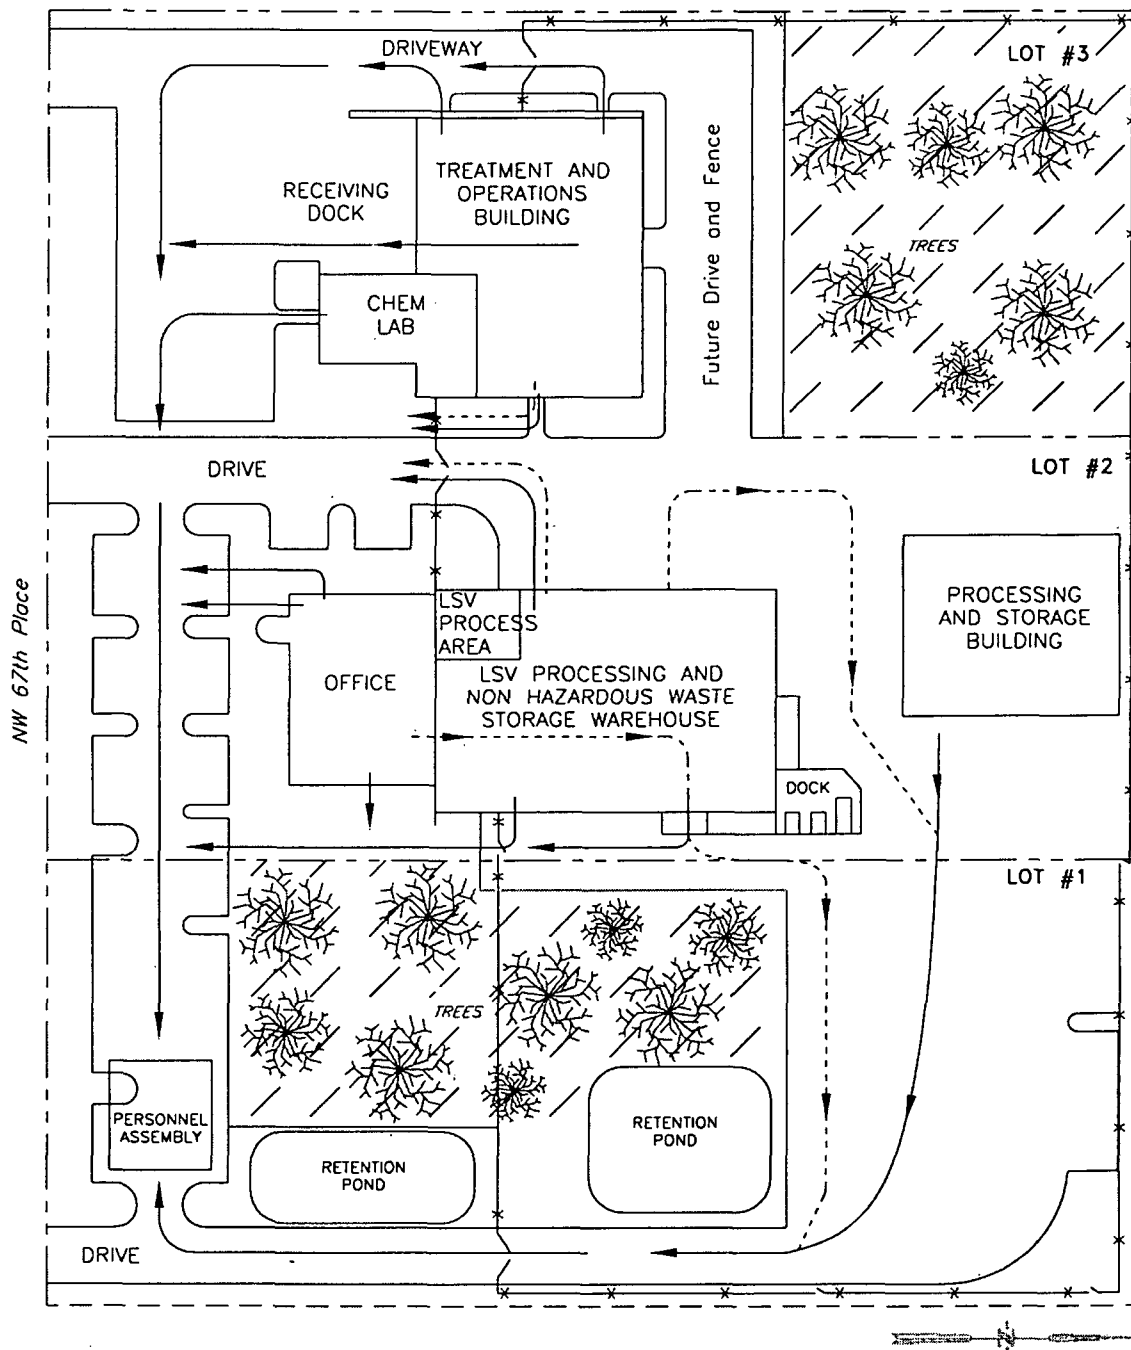 DRIVEWAY
LOT #3
TREATMENT AND
OPERATIONS
BUILDING
RECEIVING
DOCK
Future Drive and Fence
TREES
CHEM
LAB
DRIVE
LOT #2
NW 67th Place
LSV
PROCESS
AREA
PROCESSING
AND STORAGE
BUILDING
OFFICE
LSV PROCESSING AND
NON HAZARDOUS WASTE
STORAGE WAREHOUSE
DOCK
LOT #1
TREES
PERSONNEL
ASSEMBLY
RETENTION
POND
RETENTION
POND
DRIVE
N